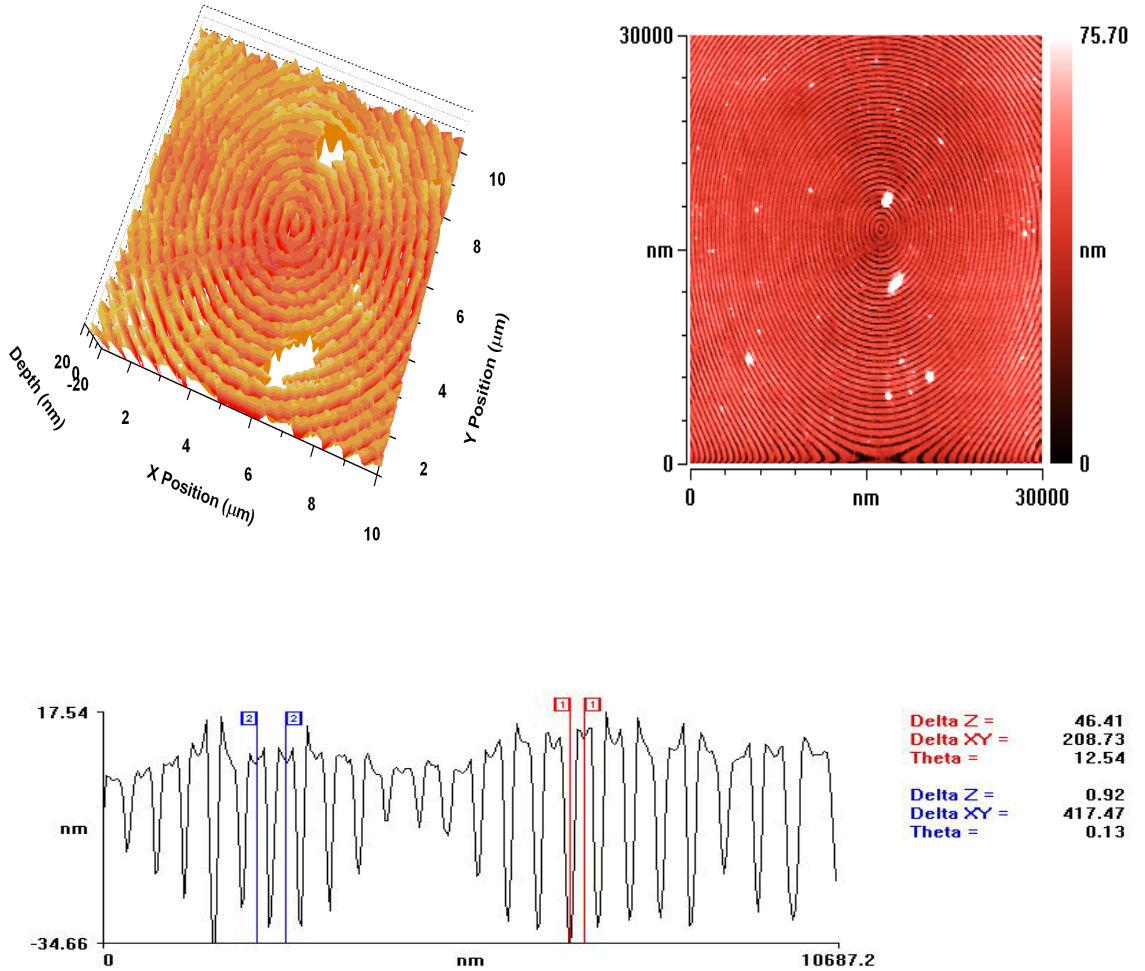 20
0
-20
Depth (nm)
2
4
6
8
10
X Position (μm)
2
4
6
8
10
Y Position (μm)
30000
nm
0
0
nm
30000
75.70
nm
0
17.54
nm
-34.66
0
nm
10687.2
2
2
1
1
Delta Z = 46.41
Delta XY = 208.73
Theta = 12.54
Delta Z = 0.92
Delta XY = 417.47
Theta = 0.13